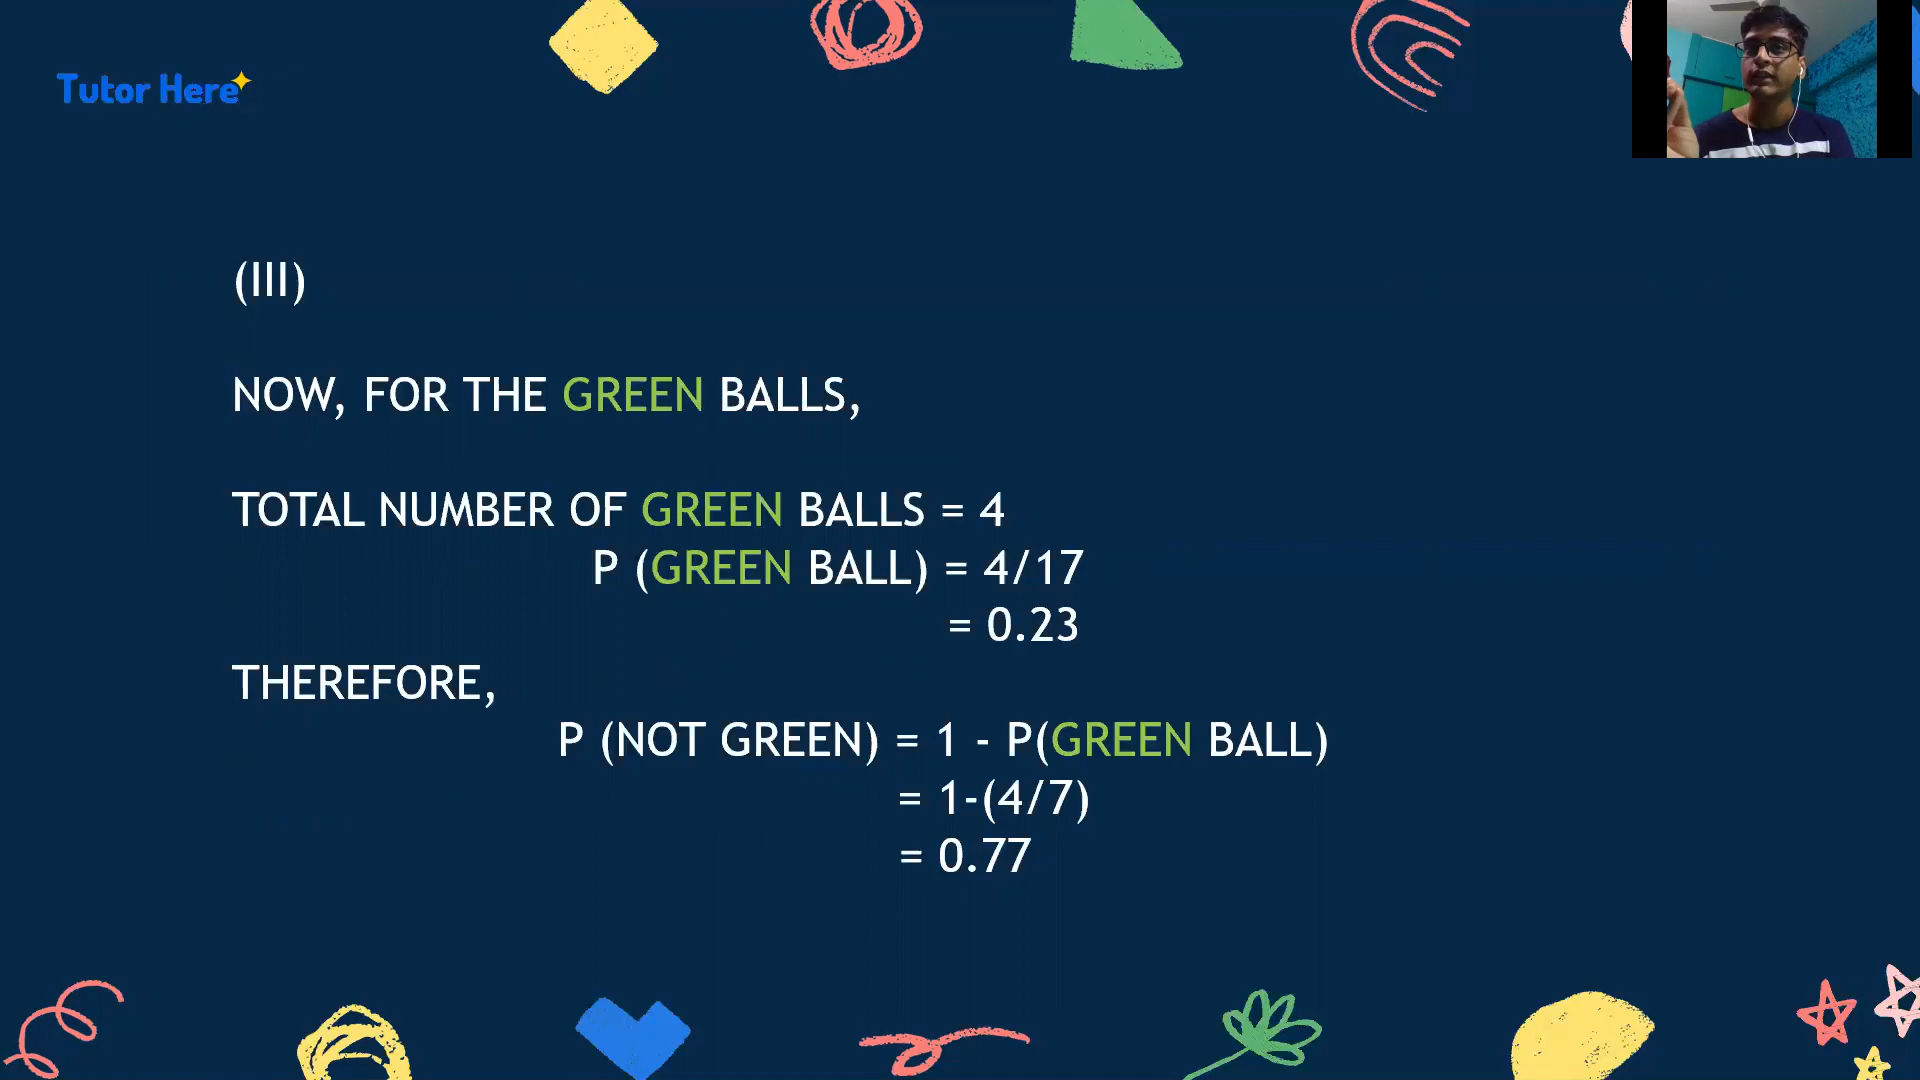 Tutor Here
(III)
NOW, FOR THE GREEN BALLS,
TOTAL NUMBER OF GREEN BALLS = 4
P (GREEN BALL) = 4/17
= 0.23
THEREFORE,
P (NOT GREEN) = 1 - P(GREEN BALL)
= 1-(4/7)
= 0.77